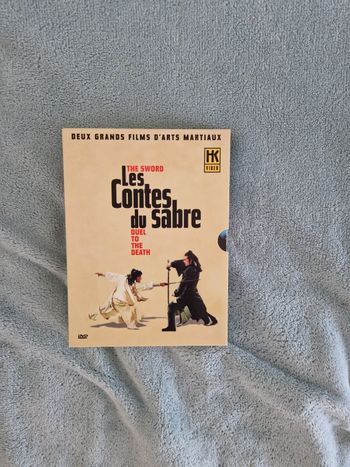 DEUX GRANDS FILMS D'ARTS MARTIAUX
HK
VIDEO
THE SWORD
Les
Contes
du sabre
DUEL
TO
THE
DEATH
DVD